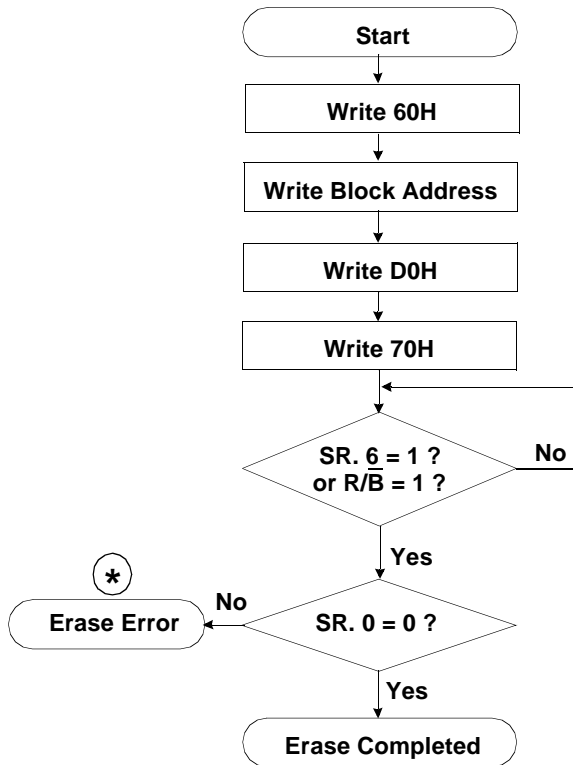 Start
Write 60H
Write Block Address
Write D0H
Write 70H
SR. 6 = 1 ?
or R/B̅ = 1 ?
No
Yes
*
No
Erase Error
SR. 0 = 0 ?
Yes
Erase Completed